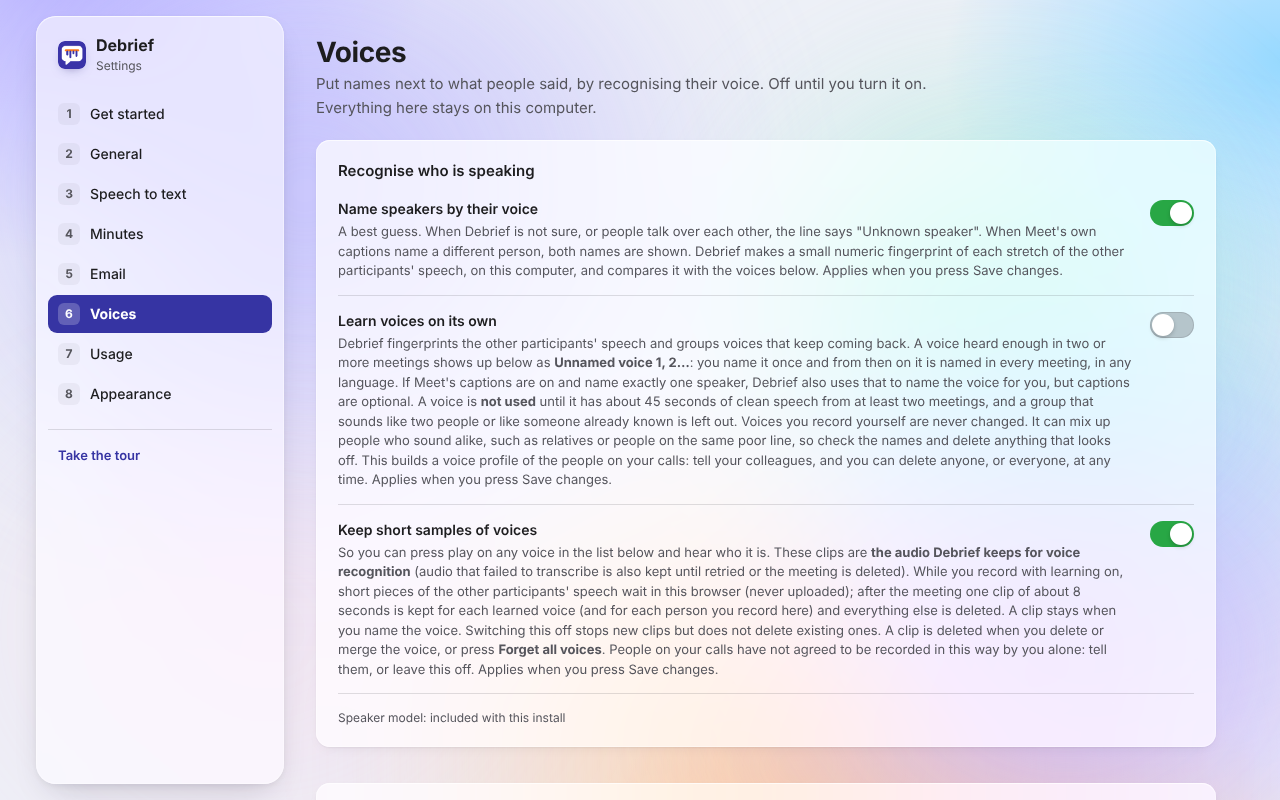 Debrief
Settings
1 Get started
2 General
3 Speech to text
4 Minutes
5 Email
6 Voices
7 Usage
8 Appearance
Take the tour
Voices
Put names next to what people said, by recognising their voice. Off until you turn it on.
Everything here stays on this computer.
Recognise who is speaking
Name speakers by their voice
A best guess. When Debrief is not sure, or people talk over each other, the line says "Unknown speaker". When Meet's own
captions name a different person, both names are shown. Debrief makes a small numeric fingerprint of each stretch of the other
participants' speech, on this computer, and compares it with the voices below. Applies when you press Save changes.
Learn voices on its own
Debrief fingerprints the other participants' speech and groups voices that keep coming back. A voice heard enough in two or
more meetings shows up below as Unnamed voice 1, 2...: you name it once and from then on it is named in every meeting, in any
language. If Meet's captions are on and name exactly one speaker, Debrief also uses that to name the voice for you, but captions
are optional. A voice is not used until it has about 45 seconds of clean speech from at least two meetings, and a group that
sounds like two people or like someone already known is left out. Voices you record yourself are never changed. It can mix up
people who sound alike, such as relatives or people on the same poor line, so check the names and delete anything that looks
off. This builds a voice profile of the people on your calls: tell your colleagues, and you can delete anyone, or everyone, at any
time. Applies when you press Save changes.
Keep short samples of voices
So you can press play on any voice in the list below and hear who it is. These clips are the audio Debrief keeps for voice
recognition (audio that failed to transcribe is also kept until retried or the meeting is deleted). While you record with learning on,
short pieces of the other participants' speech wait in this browser (never uploaded); after the meeting one clip of about 8
seconds is kept for each learned voice (and for each person you record here) and everything else is deleted. A clip stays when
you name the voice. Switching this off stops new clips but does not delete existing ones. A clip is deleted when you delete or
merge the voice, or press Forget all voices. People on your calls have not agreed to be recorded in this way by you alone: tell
them, or leave this off. Applies when you press Save changes.
Speaker model: included with this install